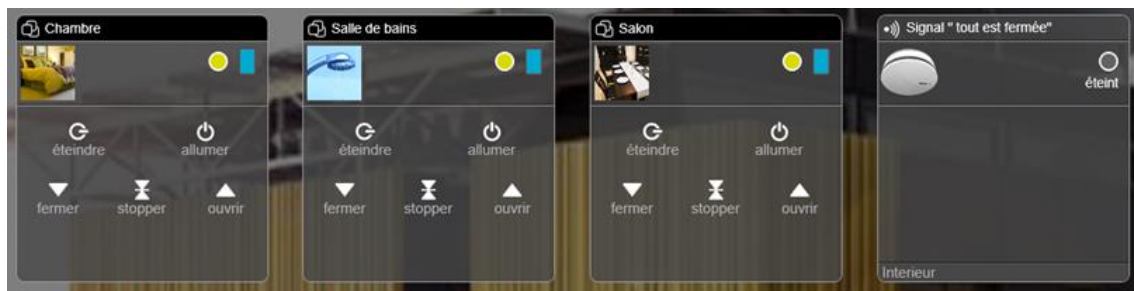 Chambre
éteindre allumer
fermer stopper ouvrir
Salle de bains
éteindre allumer
fermer stopper ouvrir
Salon
éteindre allumer
fermer stopper ouvrir
Signal " tout est fermée"
éteint
Interieur